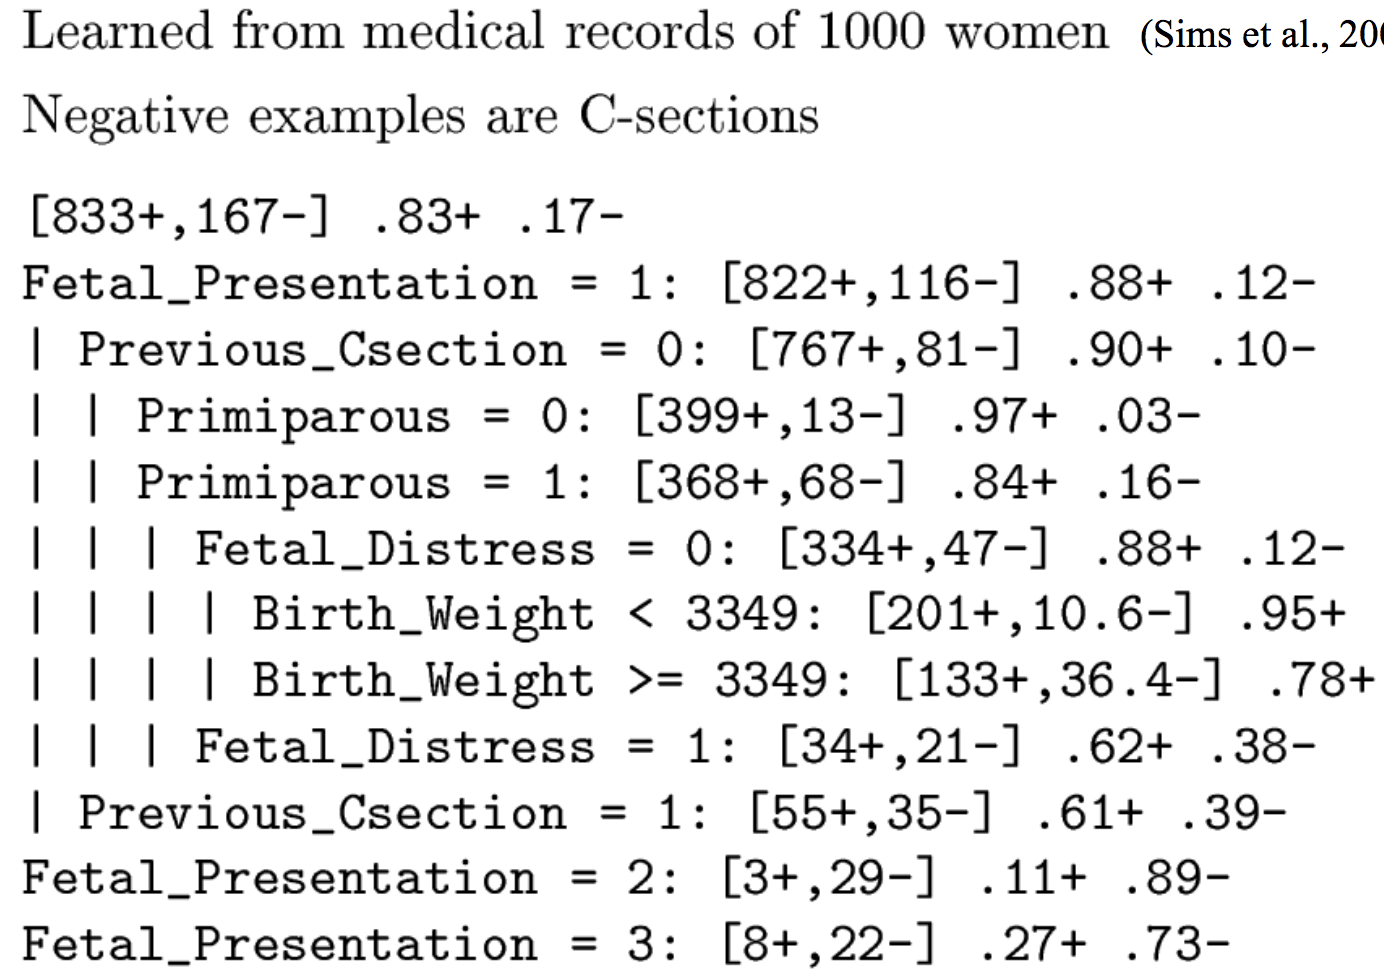 Learned from medical records of 1000 women (Sims et al., 200
Negative examples are C-sections
[833+,167-] .83+ .17-
Fetal_Presentation = 1: [822+,116-] .88+ .12-
| Previous_Csection = 0: [767+,81-] .90+ .10-
| | Primiparous = 0: [399+,13-] .97+ .03-
| | Primiparous = 1: [368+,68-] .84+ .16-
| | | Fetal_Distress = 0: [334+,47-] .88+ .12-
| | | | Birth_Weight < 3349: [201+,10.6-] .95+
| | | | Birth_Weight >= 3349: [133+,36.4-] .78+
| | | Fetal_Distress = 1: [34+,21-] .62+ .38-
| Previous_Csection = 1: [55+,35-] .61+ .39-
Fetal_Presentation = 2: [3+,29-] .11+ .89-
Fetal_Presentation = 3: [8+,22-] .27+ .73-